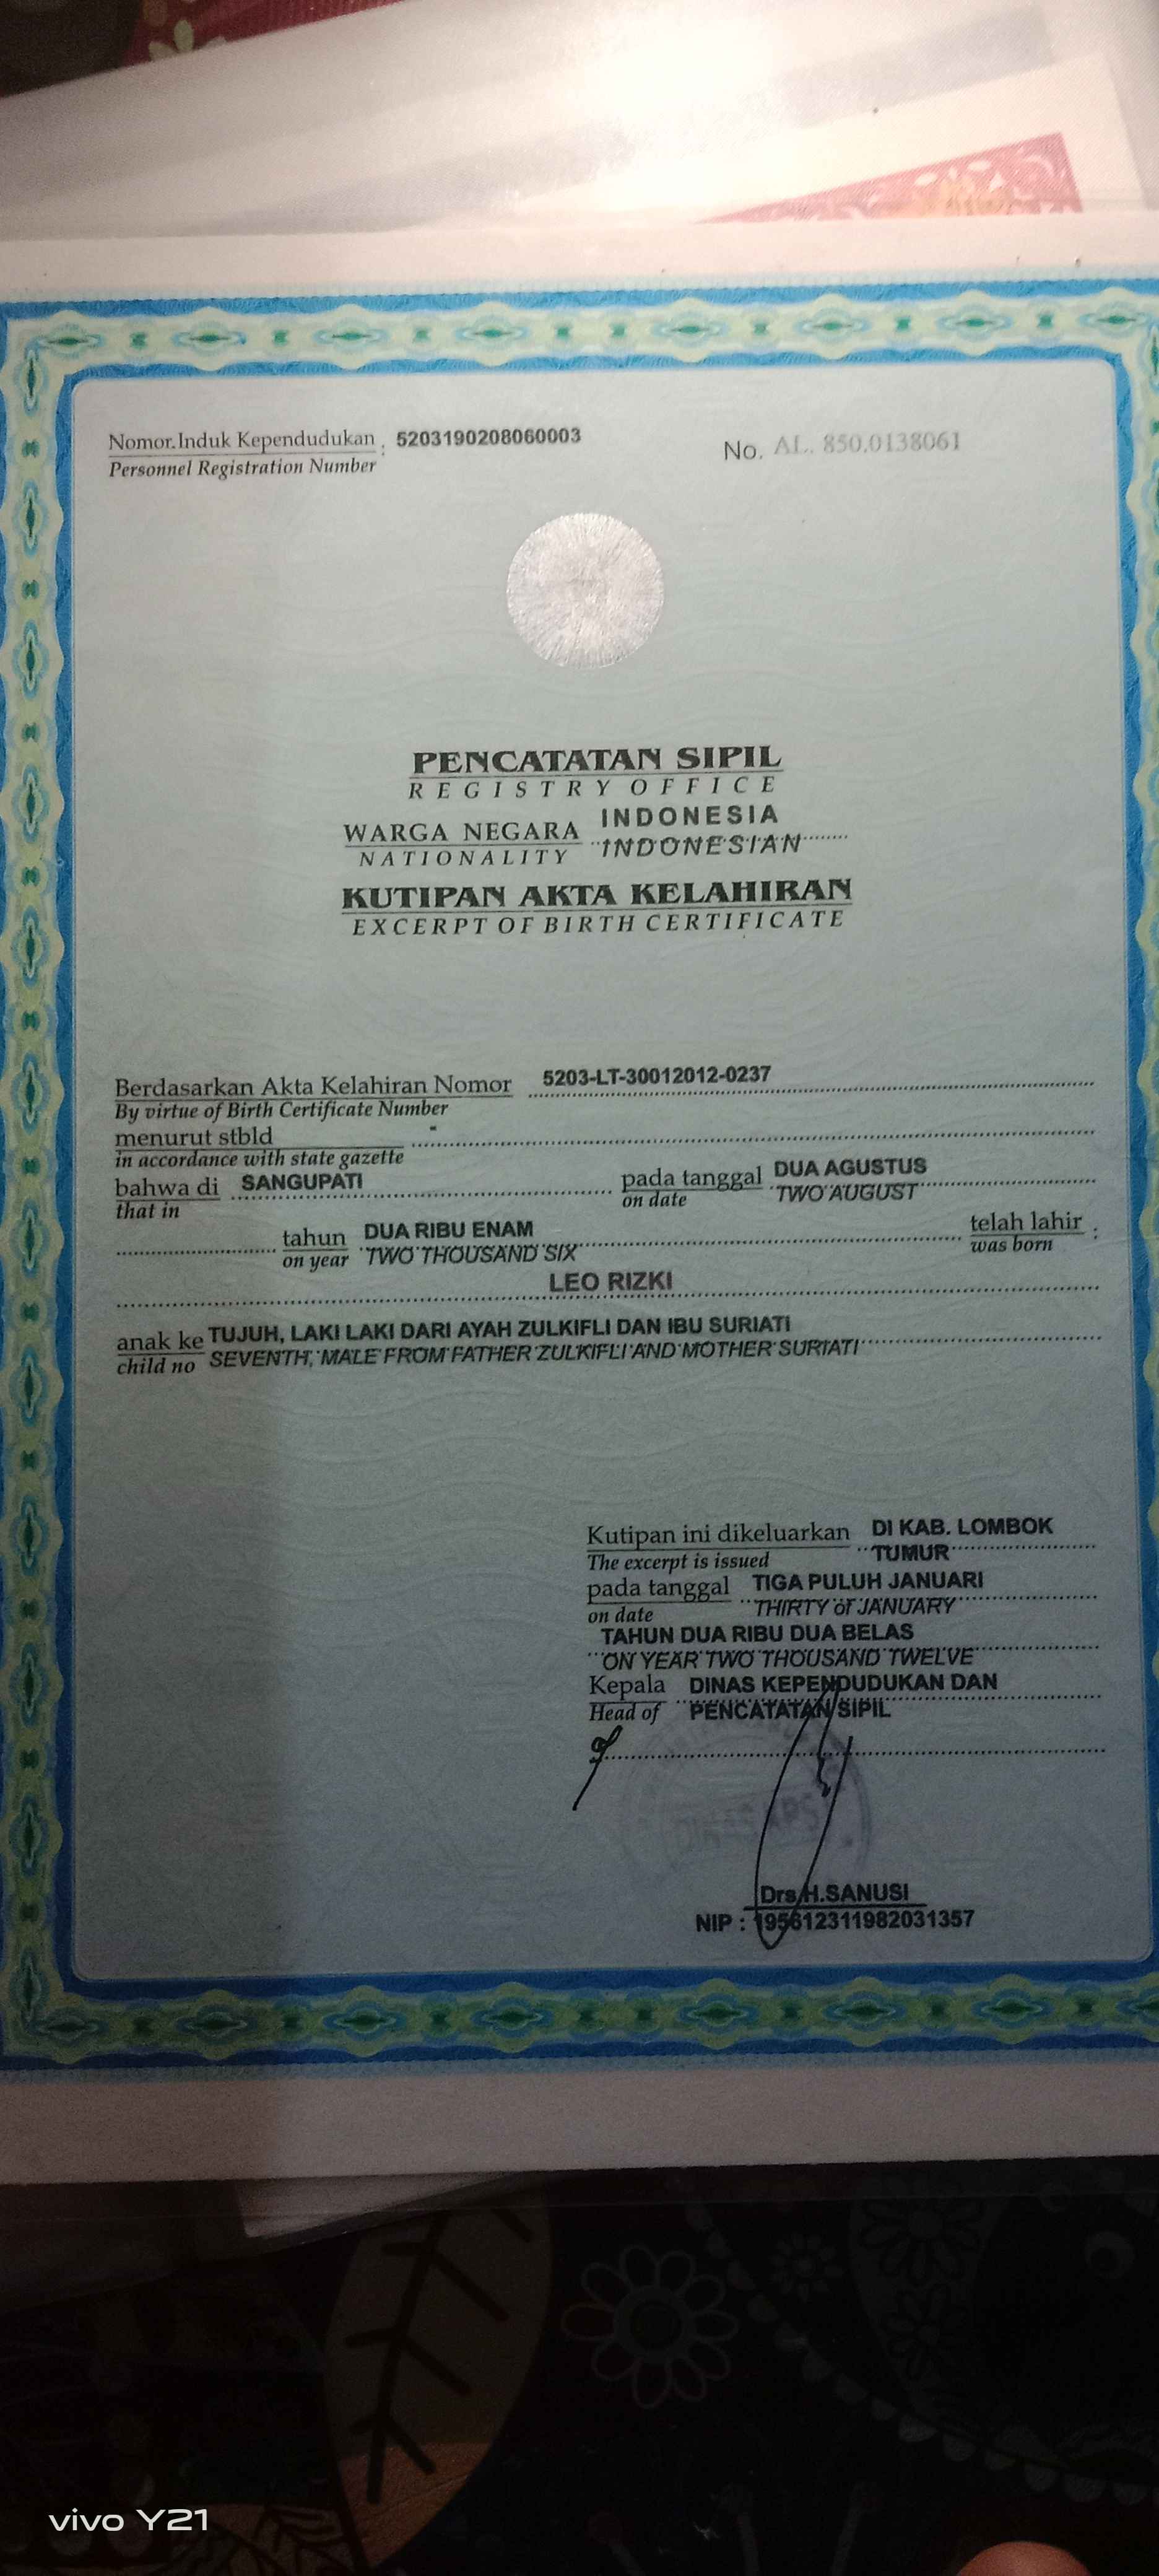 Nomor Induk Kependudukan : 5203190208060003
Personnel Registration Number
No. AL. 850.0138061
PENCATATAN SIPIL
REGISTRY OFFICE
WARGA NEGARA INDONESIA
NATIONALITY INDONESIAN
KUTIPAN AKTA KELAHIRAN
EXCERPT OF BIRTH CERTIFICATE
Berdasarkan Akta Kelahiran Nomor 5203-LT-30012012-0237
By virtue of Birth Certificate Number
menurut stbld -
in accordance with state gazette
bahwa di SANGUPATI pada tanggal DUA AGUSTUS
that in on date TWO AUGUST
tahun DUA RIBU ENAM telah lahir :
on year TWO THOUSAND SIX was born
LEO RIZKI
anak ke TUJUH, LAKI LAKI DARI AYAH ZULKIFLI DAN IBU SURIATI
child no SEVENTH, MALE FROM FATHER ZULKIFLI AND MOTHER SURIATI
Kutipan ini dikeluarkan DI KAB. LOMBOK
The excerpt is issued TUMUR
pada tanggal TIGA PULUH JANUARI
on date THIRTY of JANUARY
TAHUN DUA RIBU DUA BELAS
ON YEAR TWO THOUSAND TWELVE
Kepala DINAS KEPENDUDUKAN DAN
Head of PENCATATAN SIPIL
Drs.H.SANUSI
NIP : 195612311982031357
vivo Y21